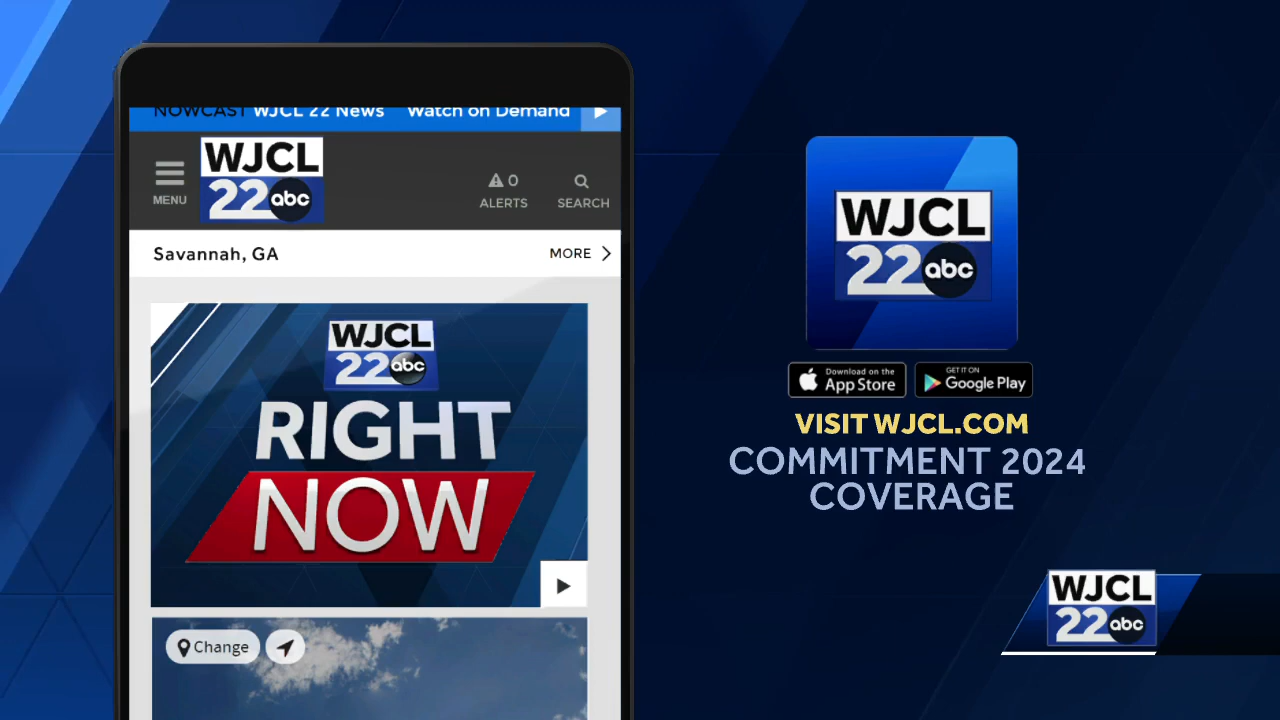 NOWCAST WJCL 22 News Watch on Demand
MENU
WJCL
22 abc
0
ALERTS
SEARCH
Savannah, GA
MORE
WJCL
22 abc
RIGHT
NOW
Change
WJCL
22 abc
Download on the
App Store
GET IT ON
Google Play
VISIT WJCL.COM
COMMITMENT 2024
COVERAGE
WJCL
22 abc